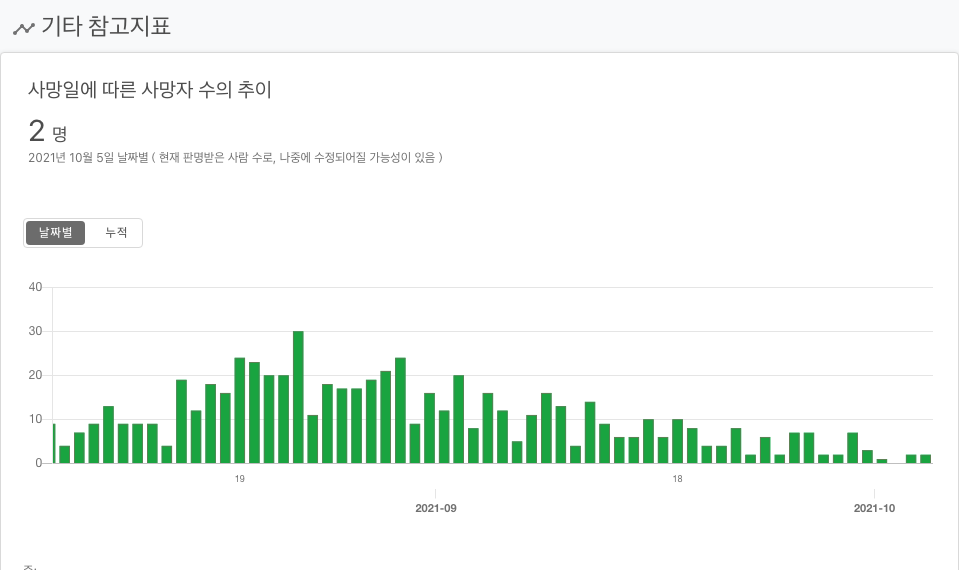 기타 참고지표
사망일에 따른 사망자 수의 추이
2 명
2021년 10월 5일 날짜별 ( 현재 판명받은 사람 수로, 나중에 수정되어질 가능성이 있음 )
날짜별 누적
40
30
20
10
0
19 18
2021-09 2021-10